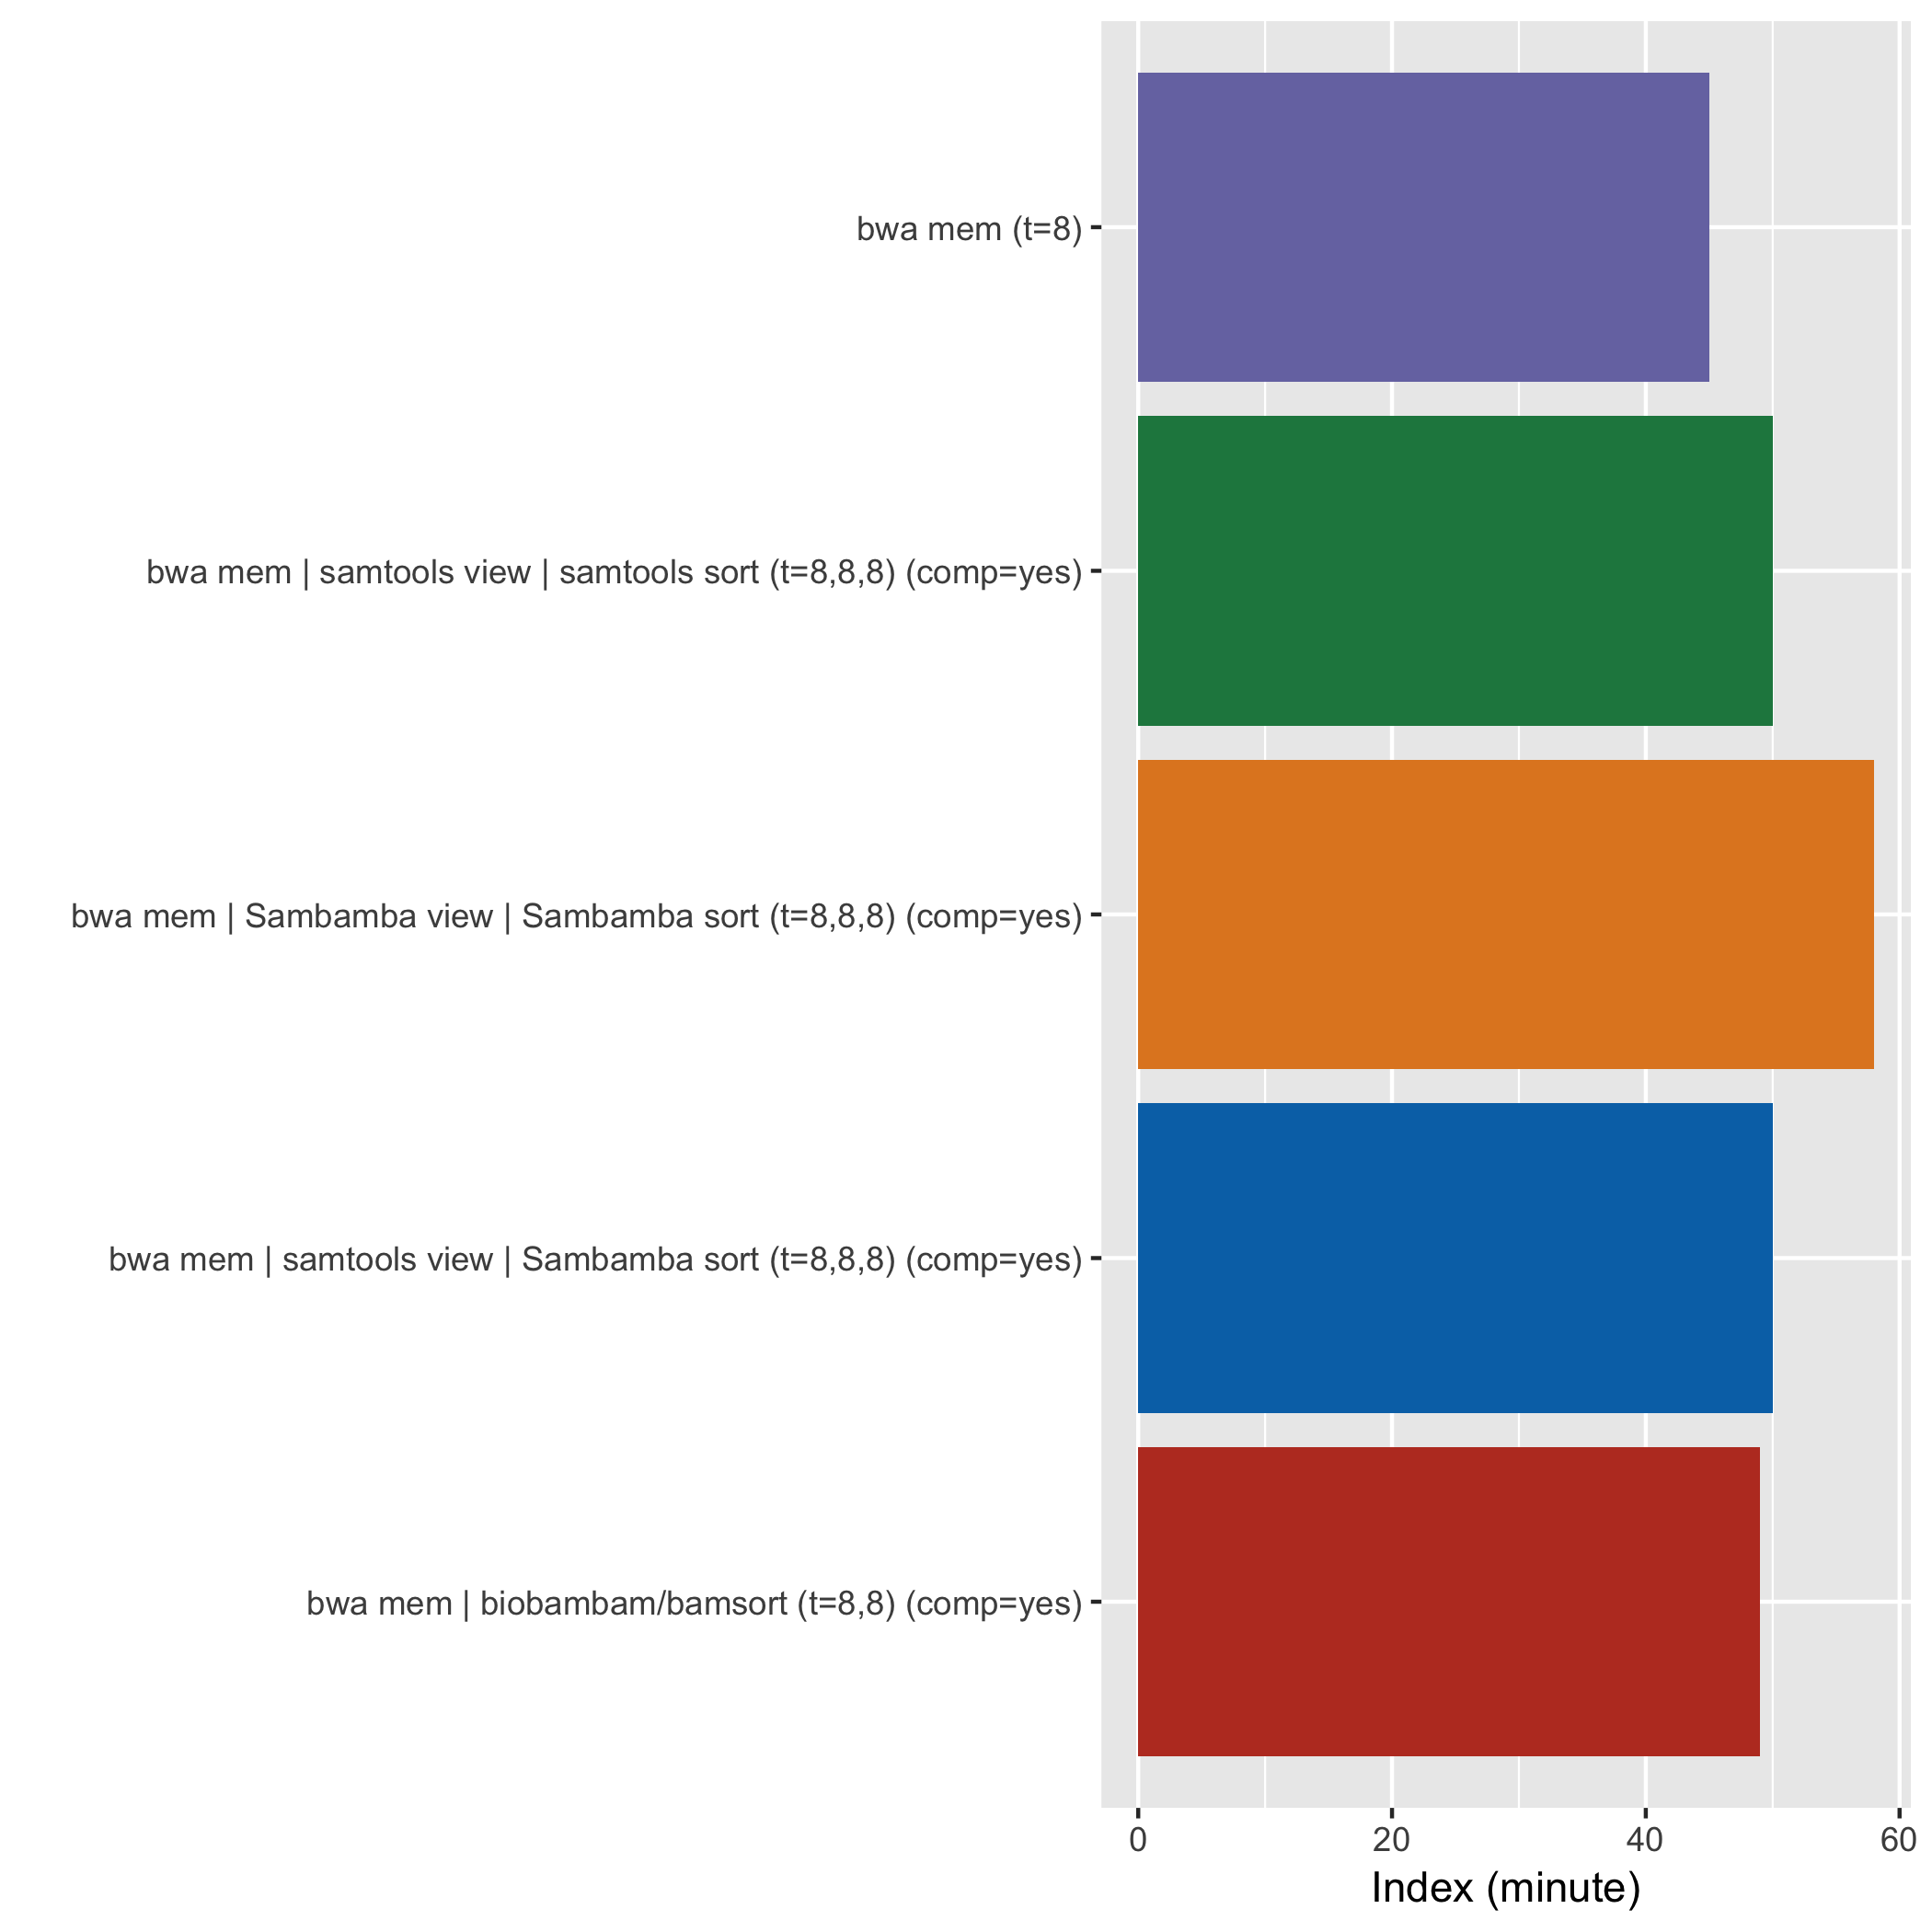 bwa mem (t=8)
bwa mem | samtools view | samtools sort (t=8,8,8) (comp=yes)
bwa mem | Sambamba view | Sambamba sort (t=8,8,8) (comp=yes)
bwa mem | samtools view | Sambamba sort (t=8,8,8) (comp=yes)
bwa mem | biobambam/bamsort (t=8,8) (comp=yes)
0 20 40 60
Index (minute)